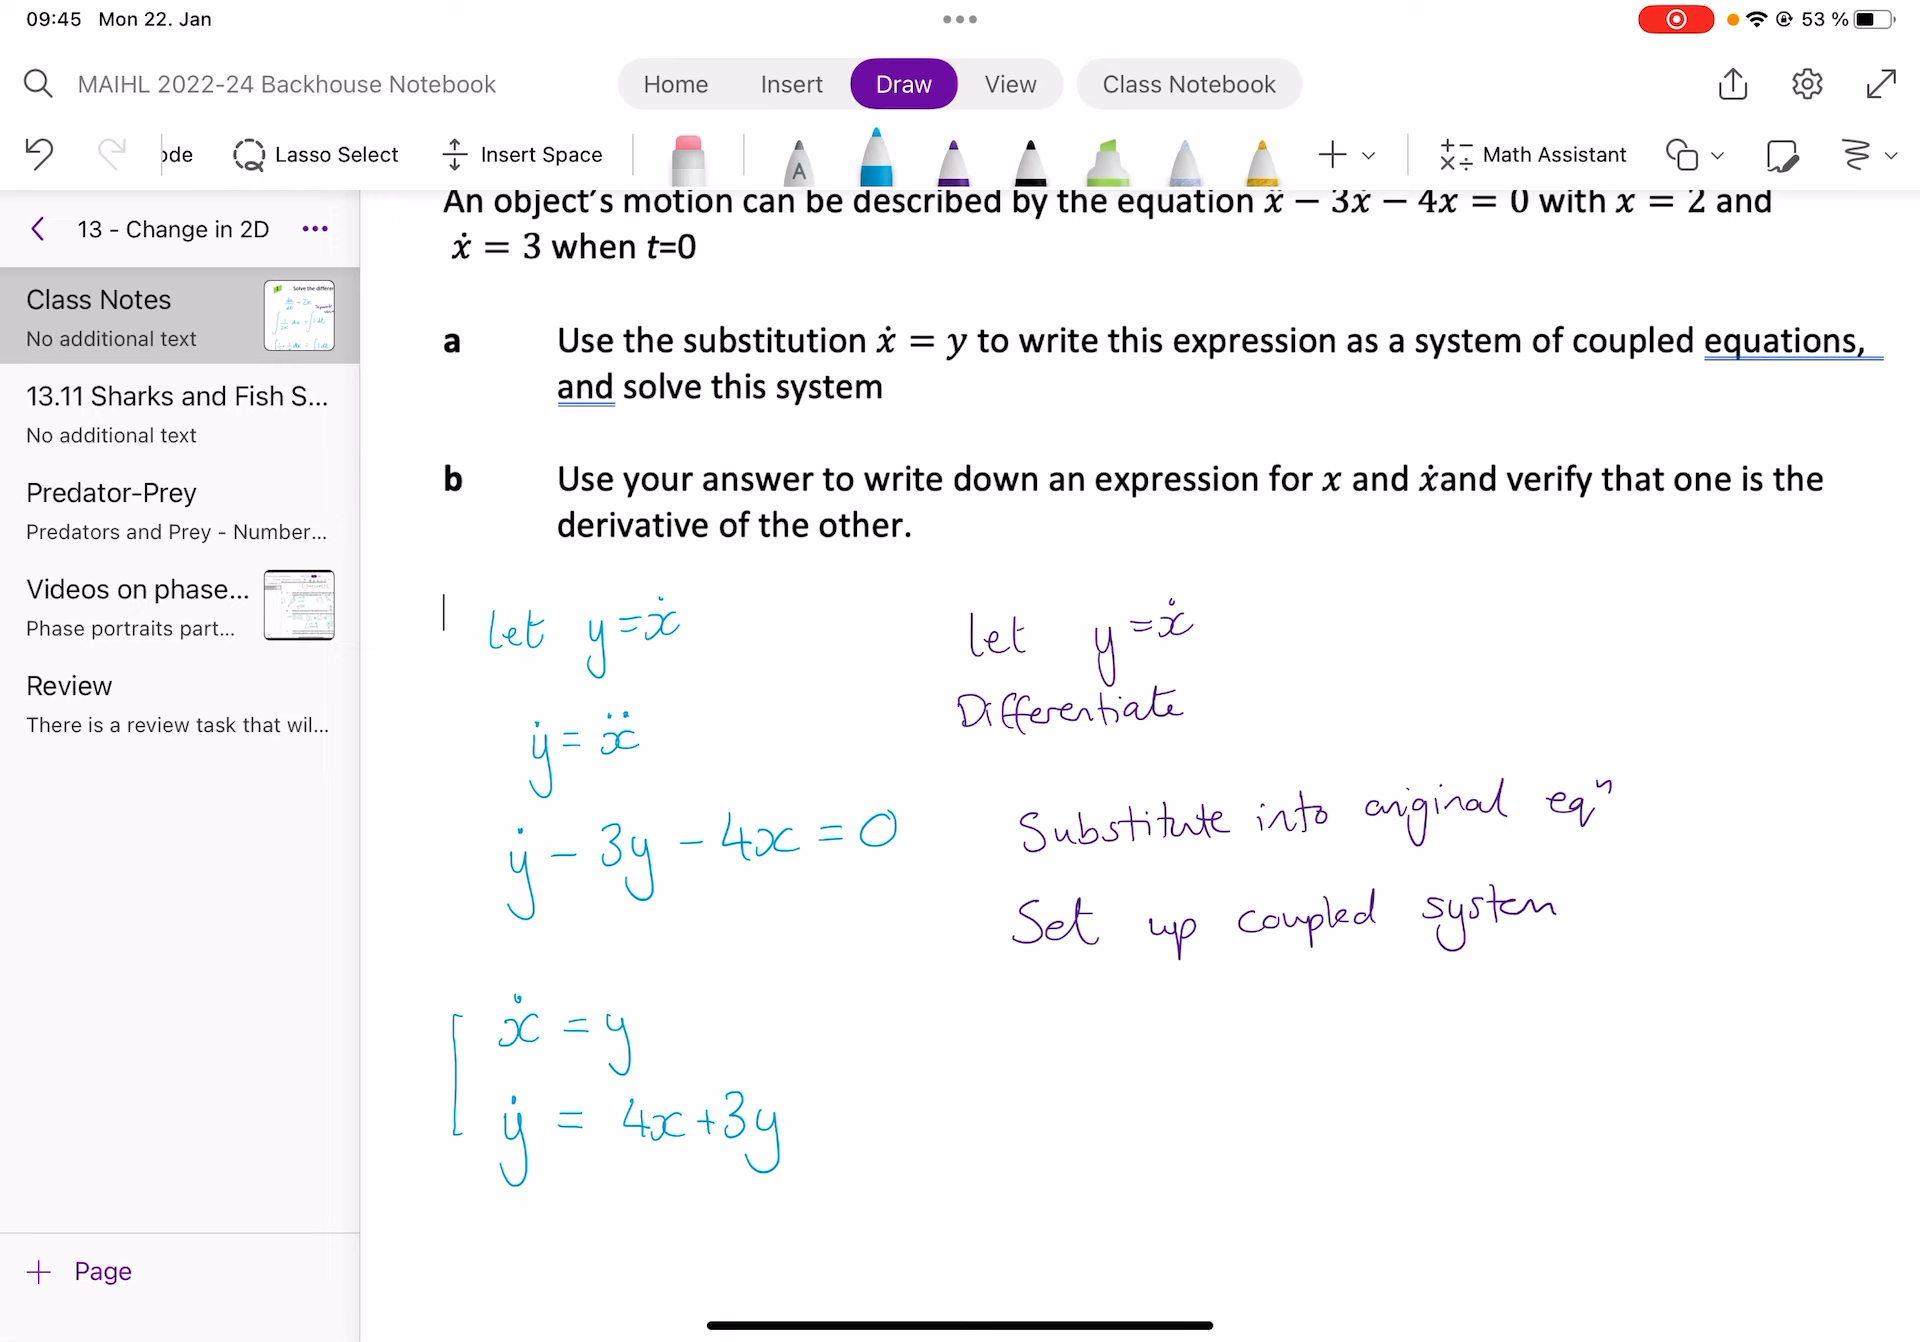 09:45 Mon 22. Jan
53 %
MAIHL 2022-24 Backhouse Notebook
Home Insert Draw View Class Notebook
ode Lasso Select Insert Space A Math Assistant
13 - Change in 2D
Class Notes
No additional text
13.11 Sharks and Fish S...
No additional text
Predator-Prey
Predators and Prey - Number...
Videos on phase...
Phase portraits part...
Review
There is a review task that wil...
+ Page
An object's motion can be described by the equation ẍ − 3ẋ − 4x = 0 with x = 2 and
ẋ = 3 when t=0
a Use the substitution ẋ = y to write this expression as a system of coupled equations,
and solve this system
b Use your answer to write down an expression for x and ẋand verify that one is the
derivative of the other.
let y = ẋ
let y = ẋ
ẏ = ẍ
Differentiate
ẏ − 3y − 4x = 0
Substitute into original eqⁿ
Set up coupled system
ẋ = y
ẏ = 4x + 3y